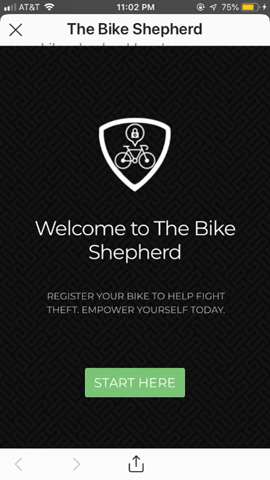 AT&T 11:02 PM 75%
The Bike Shepherd
Welcome to The Bike
Shepherd
REGISTER YOUR BIKE TO HELP FIGHT
THEFT. EMPOWER YOURSELF TODAY.
START HERE